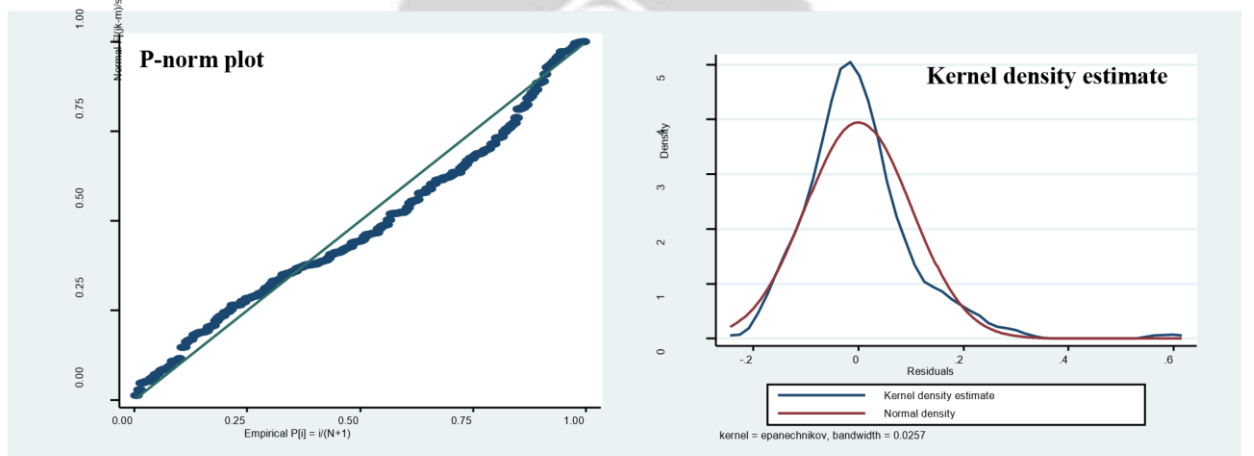 P-norm plot
Normal F[(jk-m)/s
1.00
0.75
0.50
0.25
0.00
0.00 0.25 0.50 0.75 1.00
Empirical P[i] = i/(N+1)
Kernel density estimate
Density
5
4
3
2
1
0
-.2 0 .2 .4 .6
Residuals
Kernel density estimate
Normal density
kernel = epanechnikov, bandwidth = 0.0257